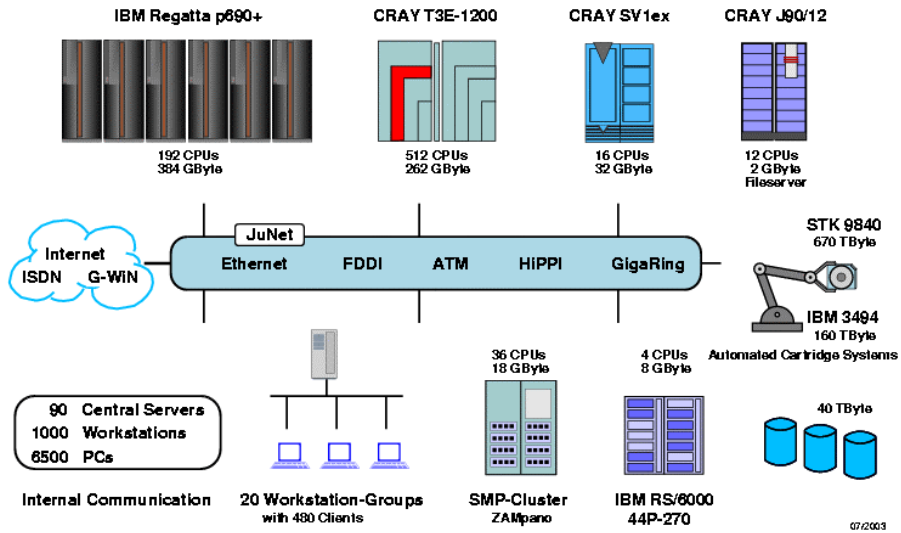 IBM Regatta p690+
CRAY T3E-1200
CRAY SV1ex
CRAY J90/12
192 CPUs
384 GByte
512 CPUs
262 GByte
16 CPUs
32 GByte
12 CPUs
2 GByte
Fileserver
Internet
ISDN G-WiN
JuNet
Ethernet FDDI ATM HiPPI GigaRing
STK 9840
670 TByte
IBM 3494
160 TByte
Automated Cartridge Systems
90 Central Servers
1000 Workstations
6500 PCs
Internal Communication
20 Workstation-Groups
with 480 Clients
36 CPUs
18 GByte
SMP-Cluster
ZAMpano
4 CPUs
8 GByte
IBM RS/6000
44P-270
40 TByte
07/2003